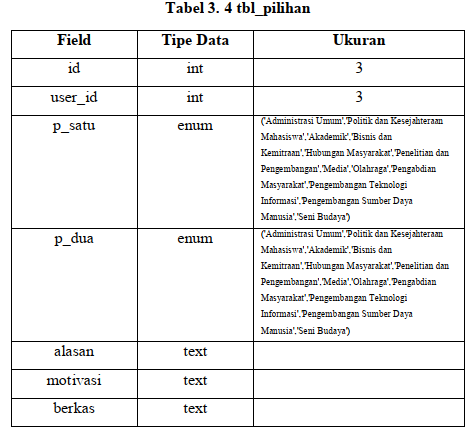 Tabel 3. 4 tbl_pilihan
Field Tipe Data Ukuran
id int 3
user_id int 3
p_satu enum ('Administrasi Umum','Politik dan Kesejahteraan
Mahasiswa','Akademik','Bisnis dan
Kemitraan','Hubungan Masyarakat','Penelitian dan
Pengembangan','Media','Olahraga','Pengabdian
Masyarakat','Pengembangan Teknologi
Informasi','Pengembangan Sumber Daya
Manusia','Seni Budaya')
p_dua enum ('Administrasi Umum','Politik dan Kesejahteraan
Mahasiswa','Akademik','Bisnis dan
Kemitraan','Hubungan Masyarakat','Penelitian dan
Pengembangan','Media','Olahraga','Pengabdian
Masyarakat','Pengembangan Teknologi
Informasi','Pengembangan Sumber Daya
Manusia','Seni Budaya')
alasan text
motivasi text
berkas text